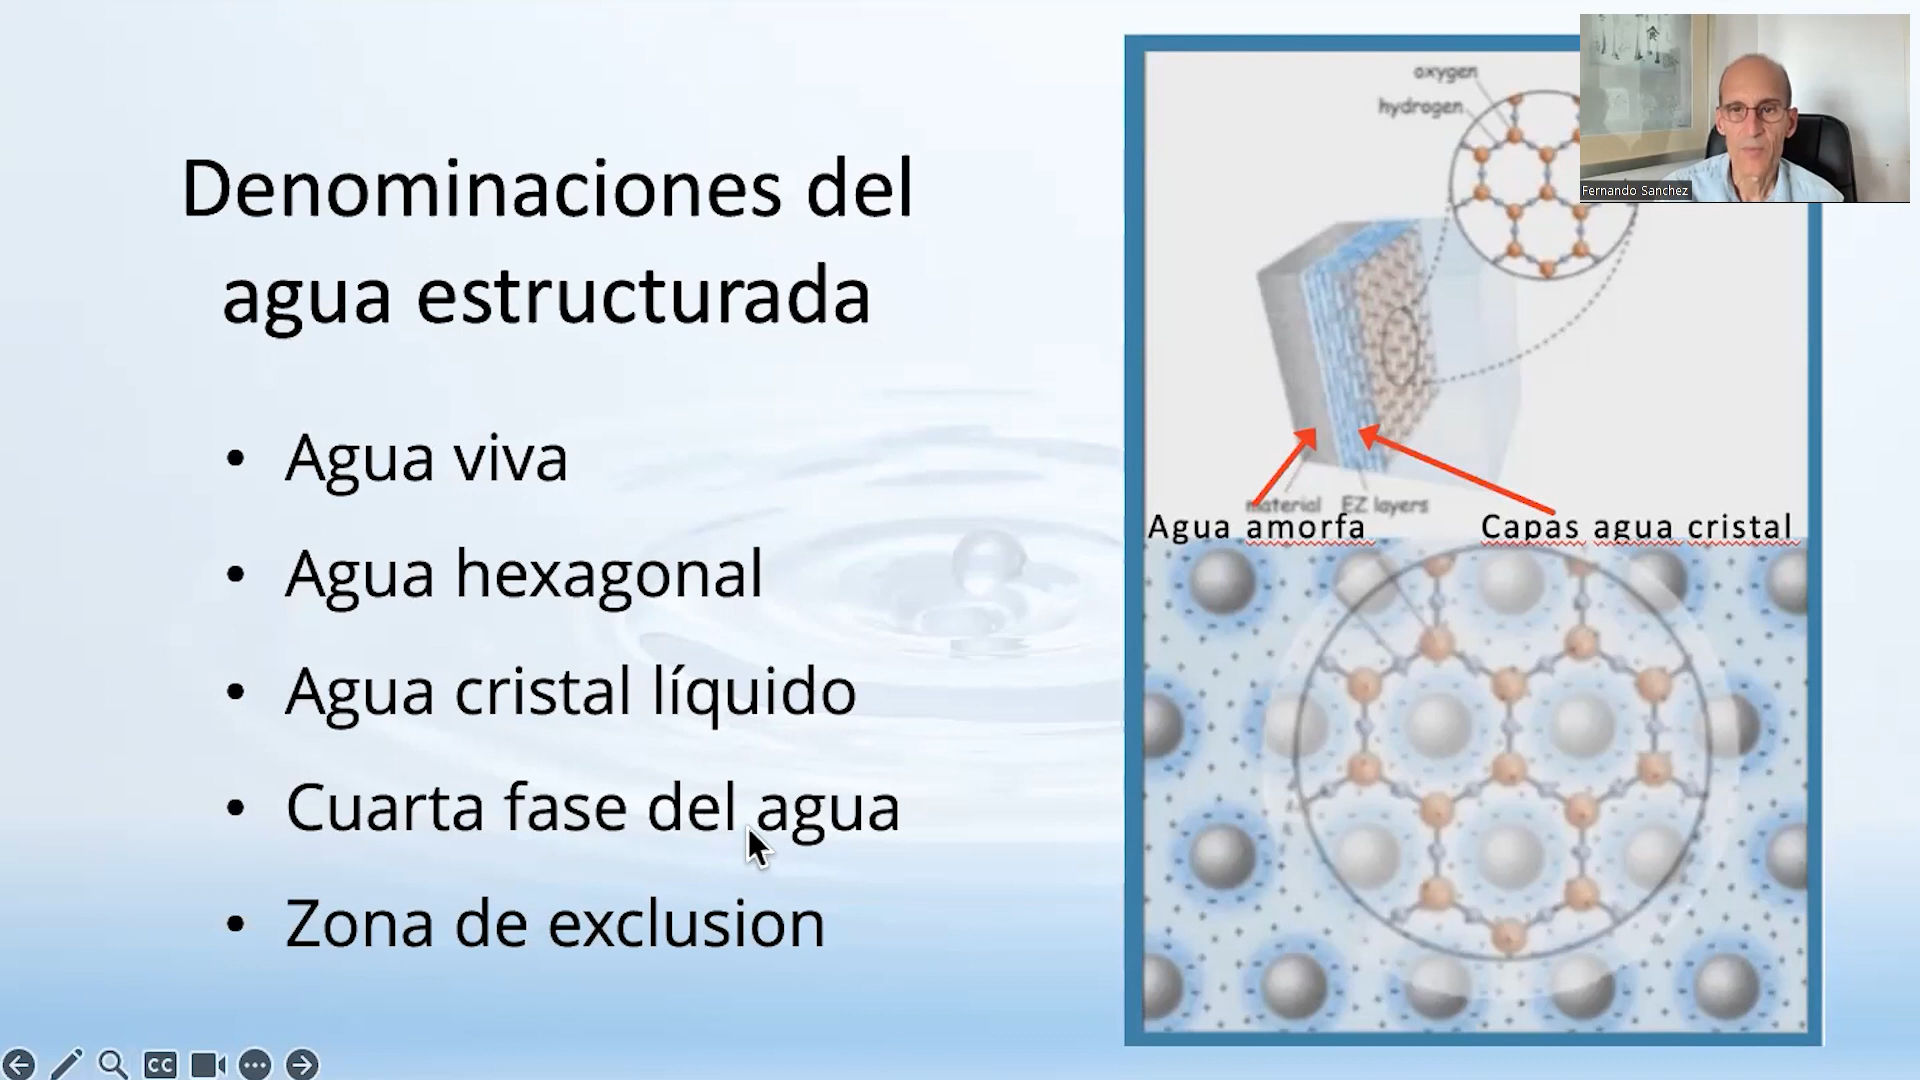 Denominaciones del
agua estructurada
• Agua viva
• Agua hexagonal
• Agua cristal líquido
• Cuarta fase del agua
• Zona de exclusion
oxygen
hydrogen
material EZ layers
Agua amorfa Capas agua cristal
Fernando Sanchez
CC